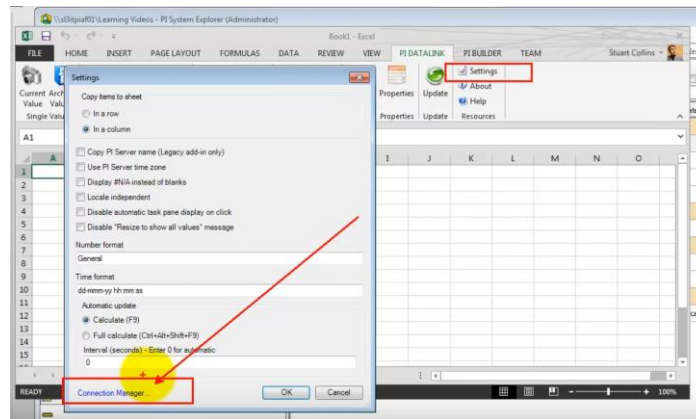 \\sl3itpiaf01\Learning Videos - PI System Explorer (Administrator)
Book1 - Excel
FILE HOME INSERT PAGE LAYOUT FORMULAS DATA REVIEW VIEW PI DATALINK PI BUILDER TEAM Stuart Collins
Current
Value
Single Valu
Properties Update
Properties Update
Settings
About
Help
Resources
A1
A I J K L M N O
1
2
3
4
5
6
7
8
9
10
11
12
13
14
15
Settings
Copy items to sheet
In a row
In a column
Copy PI Server name (Legacy add-in only)
Use PI Server time zone
Display #N/A instead of blanks
Locale independent
Disable automatic task pane display on click
Disable "Resize to show all values" message
Number format
General
Time format
dd-mmm-yy hh:mm:ss
Automatic update
Calculate (F9)
Full calculate (Ctrl+Alt+Shift+F9)
Interval (seconds) - Enter 0 for automatic
0
Connection Manager...
OK Cancel
READY
100%